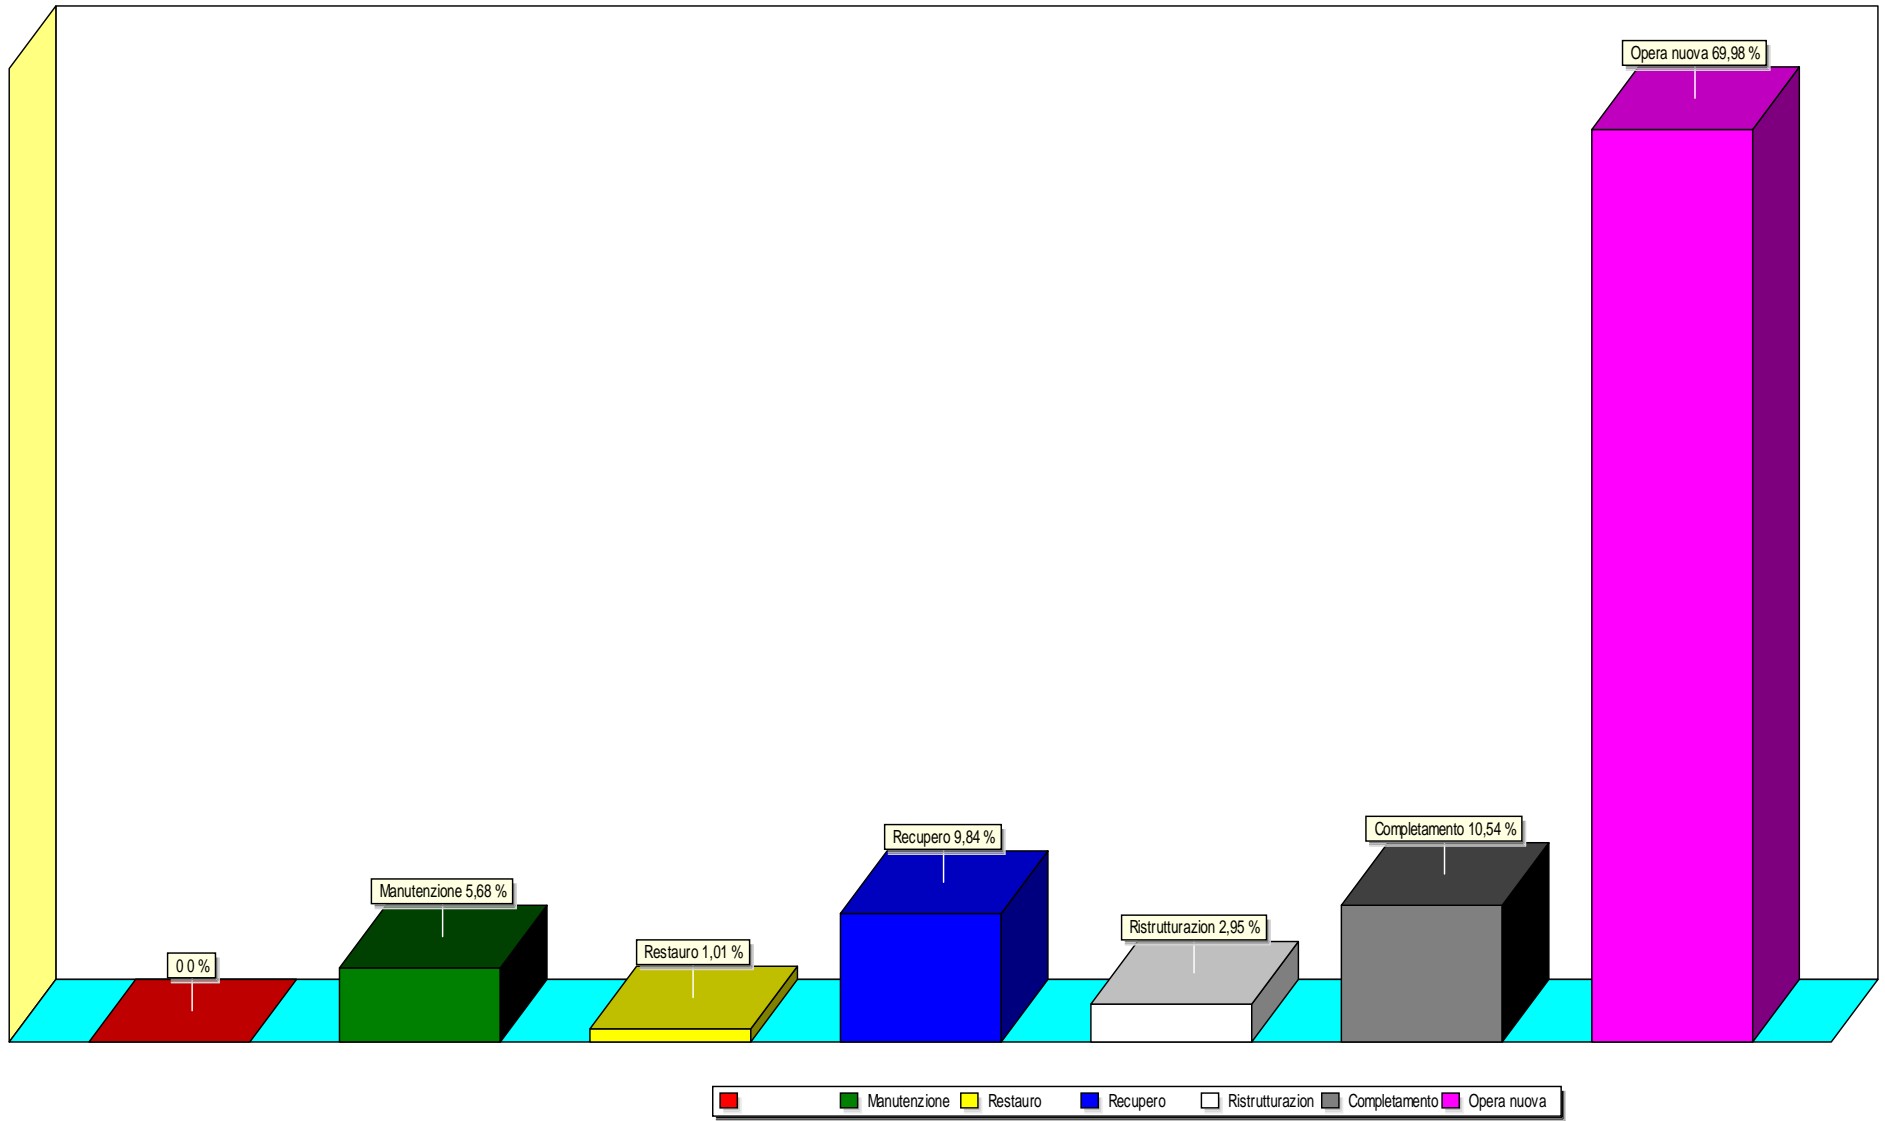 Opera nuova 69,98 %
Completamento 10,54 %
Recupero 9,84 %
Manutenzione 5,68 %
Ristrutturazion 2,95 %
Restauro 1,01 %
0 0 %
Manutenzione Restauro Recupero Ristrutturazion Completamento Opera nuova